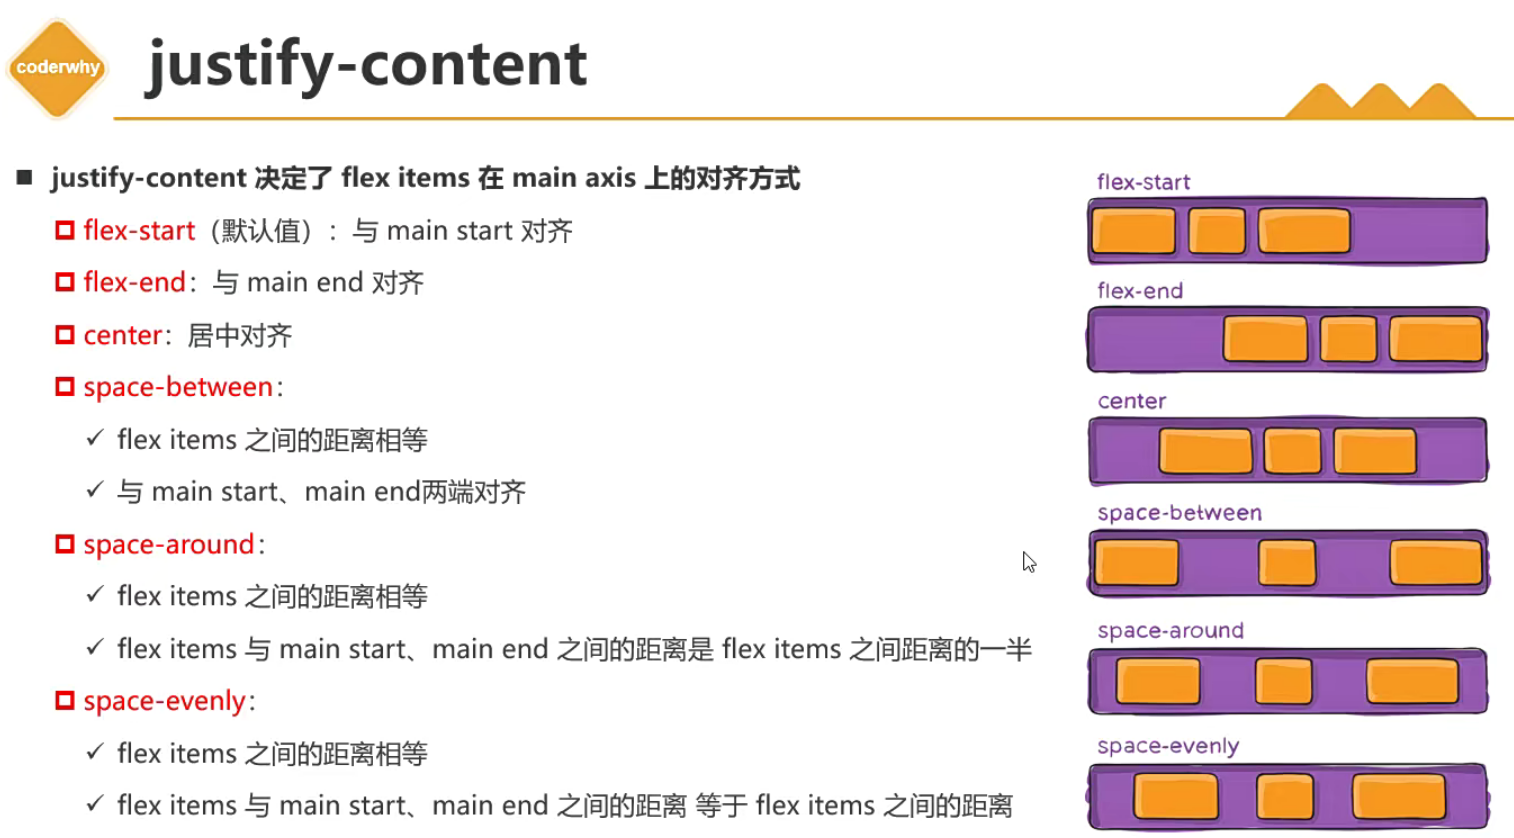 coderwhy
justify-content
justify-content 决定了 flex items 在 main axis 上的对齐方式
flex-start（默认值）：与 main start 对齐
flex-end：与 main end 对齐
center：居中对齐
space-between：
flex items 之间的距离相等
与 main start、main end两端对齐
space-around：
flex items 之间的距离相等
flex items 与 main start、main end 之间的距离是 flex items 之间距离的一半
space-evenly：
flex items 之间的距离相等
flex items 与 main start、main end 之间的距离 等于 flex items 之间的距离
flex-start
flex-end
center
space-between
space-around
space-evenly